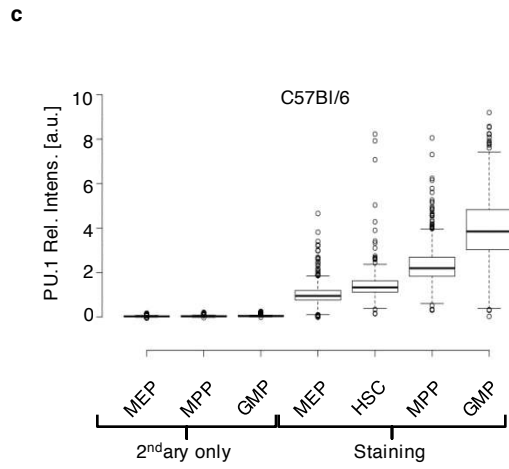 c
C57Bl/6
PU.1 Rel. Intens. [a.u.]
10
8
6
4
2
0
MEP
MPP
GMP
MEP
HSC
MPP
GMP
2ndary only
Staining